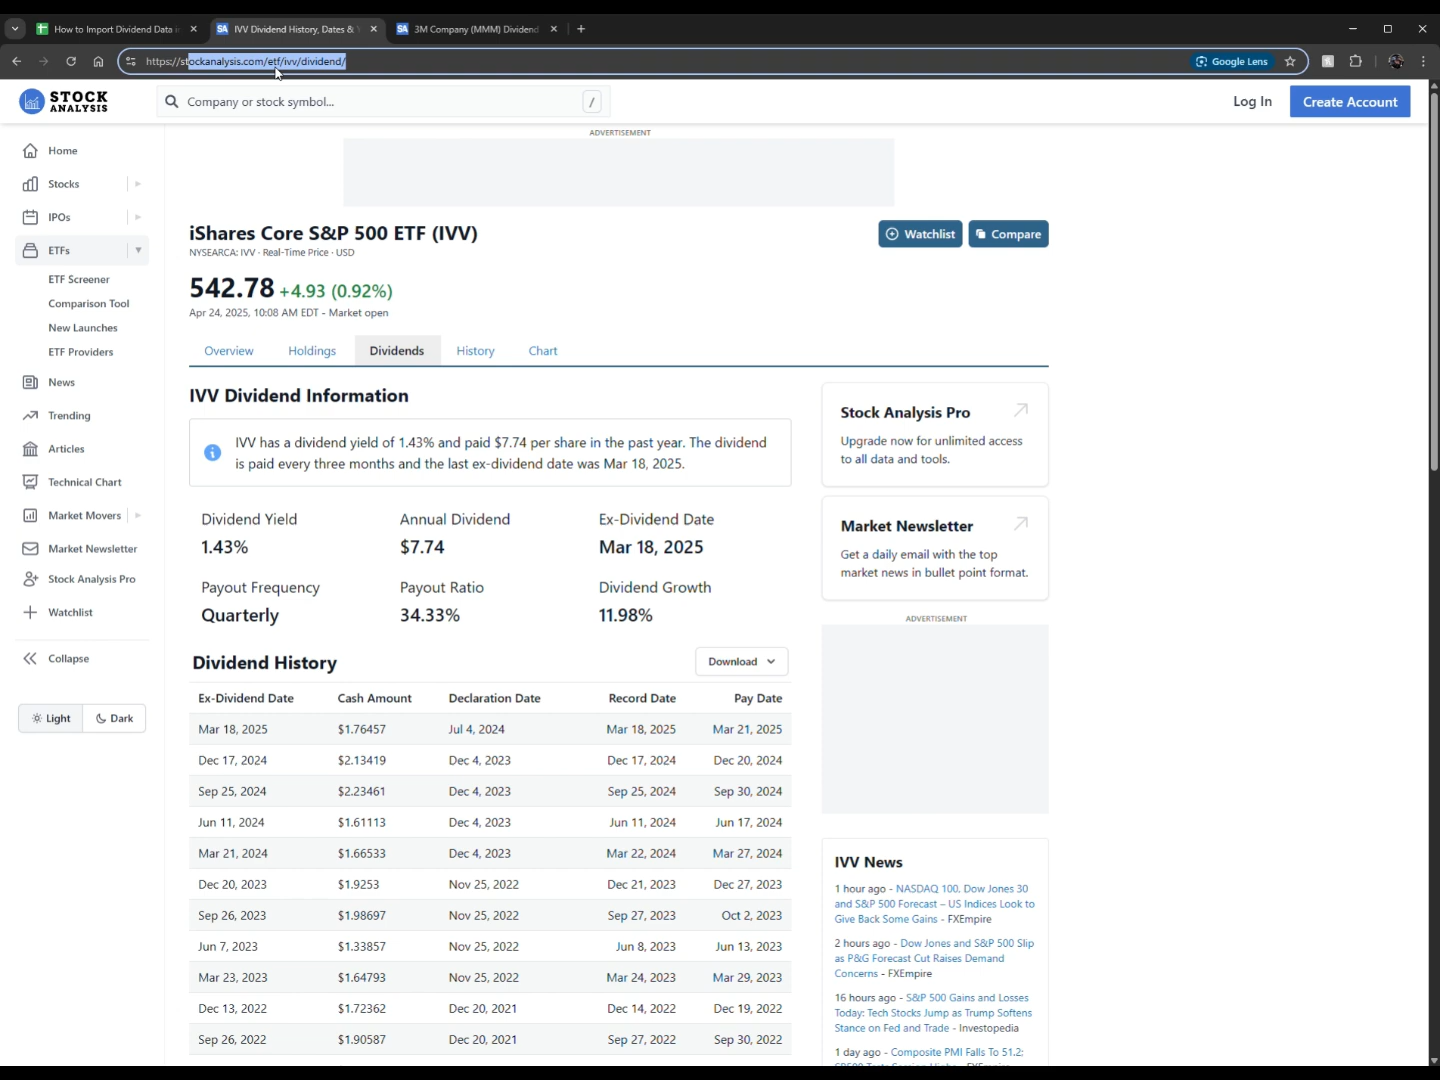 How to Import Dividend Data i
IVV Dividend History, Dates &
3M Company (MMM) Dividend
https://stockanalysis.com/etf/ivv/dividend/
Google Lens
STOCK
ANALYSIS
Company or stock symbol...
/
Log In
Create Account
ADVERTISEMENT
Home
Stocks
IPOs
ETFs
ETF Screener
Comparison Tool
New Launches
ETF Providers
News
Trending
Articles
Technical Chart
Market Movers
Market Newsletter
Stock Analysis Pro
Watchlist
Collapse
Light
Dark
iShares Core S&P 500 ETF (IVV)
NYSEARCA: IVV · Real-Time Price · USD
Watchlist
Compare
542.78 +4.93 (0.92%)
Apr 24, 2025, 10:08 AM EDT - Market open
Overview Holdings Dividends History Chart
IVV Dividend Information
IVV has a dividend yield of 1.43% and paid $7.74 per share in the past year. The dividend
is paid every three months and the last ex-dividend date was Mar 18, 2025.
Dividend Yield Annual Dividend Ex-Dividend Date
1.43% $7.74 Mar 18, 2025
Payout Frequency Payout Ratio Dividend Growth
Quarterly 34.33% 11.98%
Dividend History
Download
Ex-Dividend Date Cash Amount Declaration Date Record Date Pay Date
Mar 18, 2025 $1.76457 Jul 4, 2024 Mar 18, 2025 Mar 21, 2025
Dec 17, 2024 $2.13419 Dec 4, 2023 Dec 17, 2024 Dec 20, 2024
Sep 25, 2024 $2.23461 Dec 4, 2023 Sep 25, 2024 Sep 30, 2024
Jun 11, 2024 $1.61113 Dec 4, 2023 Jun 11, 2024 Jun 17, 2024
Mar 21, 2024 $1.66533 Dec 4, 2023 Mar 22, 2024 Mar 27, 2024
Dec 20, 2023 $1.9253 Nov 25, 2022 Dec 21, 2023 Dec 27, 2023
Sep 26, 2023 $1.98697 Nov 25, 2022 Sep 27, 2023 Oct 2, 2023
Jun 7, 2023 $1.33857 Nov 25, 2022 Jun 8, 2023 Jun 13, 2023
Mar 23, 2023 $1.64793 Nov 25, 2022 Mar 24, 2023 Mar 29, 2023
Dec 13, 2022 $1.72362 Dec 20, 2021 Dec 14, 2022 Dec 19, 2022
Sep 26, 2022 $1.90587 Dec 20, 2021 Sep 27, 2022 Sep 30, 2022
Stock Analysis Pro
Upgrade now for unlimited access
to all data and tools.
Market Newsletter
Get a daily email with the top
market news in bullet point format.
ADVERTISEMENT
IVV News
1 hour ago - NASDAQ 100, Dow Jones 30
and S&P 500 Forecast – US Indices Look to
Give Back Some Gains - FXEmpire
2 hours ago - Dow Jones and S&P 500 Slip
as P&G Forecast Cut Raises Demand
Concerns - FXEmpire
16 hours ago - S&P 500 Gains and Losses
Today: Tech Stocks Jump as Trump Softens
Stance on Fed and Trade - Investopedia
1 day ago - Composite PMI Falls To 51.2;